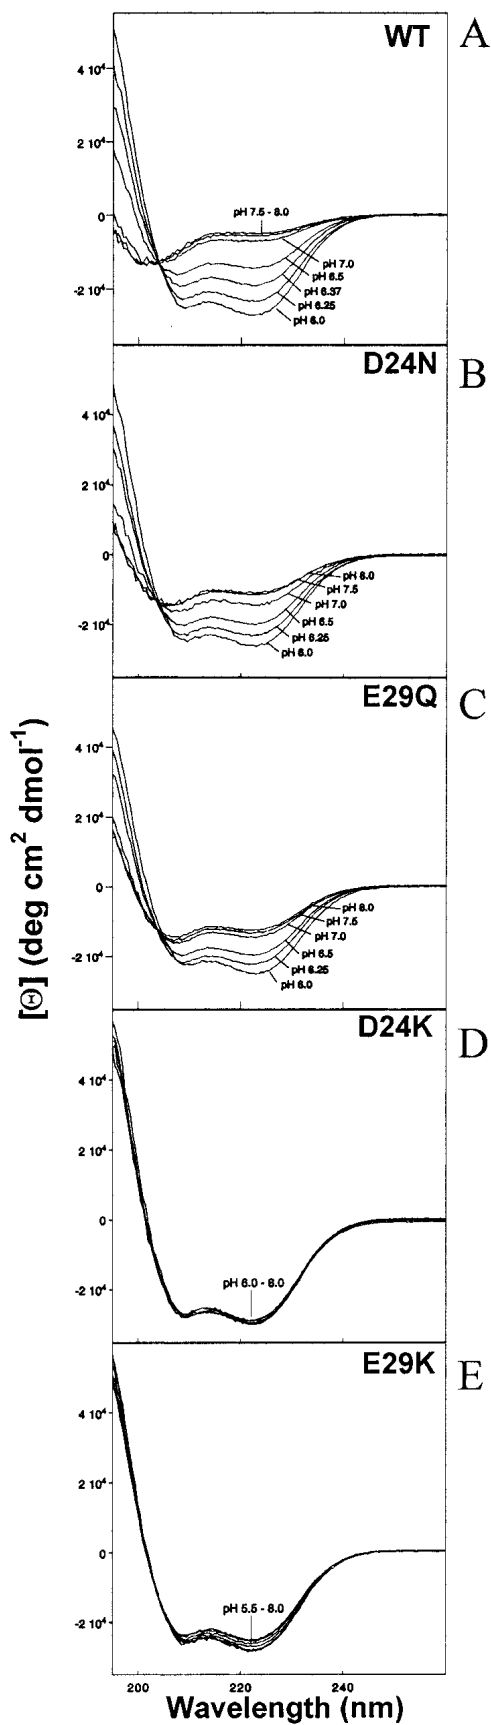 WT A
4 10⁴
2 10⁴
0
-2 10⁴
pH 7.5 - 8.0
pH 7.0
pH 6.5
pH 6.37
pH 6.25
pH 6.0
D24N B
4 10⁴
2 10⁴
0
-2 10⁴
pH 8.0
pH 7.5
pH 7.0
pH 6.5
pH 6.25
pH 6.0
E29Q C
4 10⁴
2 10⁴
0
-2 10⁴
pH 8.0
pH 7.5
pH 7.0
pH 6.5
pH 6.25
pH 6.0
[Θ] (deg cm² dmol⁻¹)
D24K D
4 10⁴
2 10⁴
0
-2 10⁴
pH 6.0 - 8.0
E29K E
4 10⁴
2 10⁴
0
-2 10⁴
pH 5.5 - 8.0
200 220 240
Wavelength (nm)